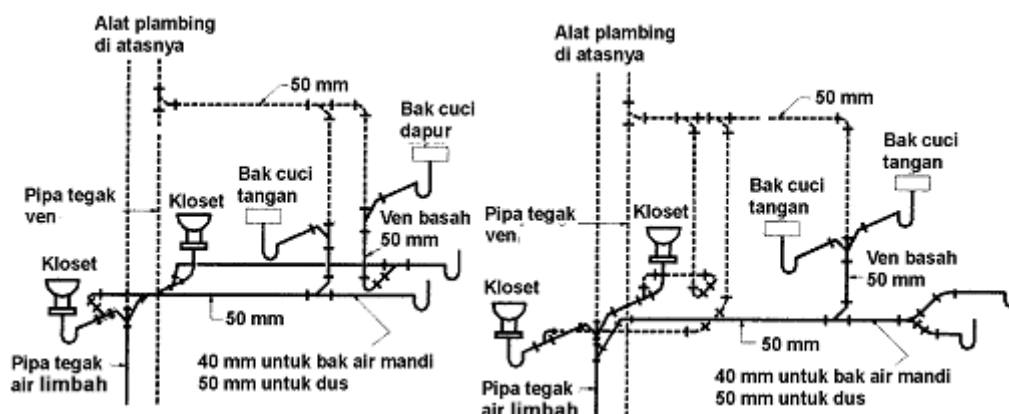 Alat plambing
di atasnya
50 mm
Bak cuci
dapur
Bak cuci
tangan
Pipa tegak
ven
Kloset
Ven basah
50 mm
Kloset
50 mm
Pipa tegak
air limbah
40 mm untuk bak air mandi
50 mm untuk dus
Alat plambing
di atasnya
50 mm
Bak cuci
tangan
Bak cuci
tangan
Pipa tegak
ven
Kloset
Ven basah
50 mm
Kloset
50 mm
Pipa tegak
air limbah
40 mm untuk bak air mandi
50 mm untuk dus